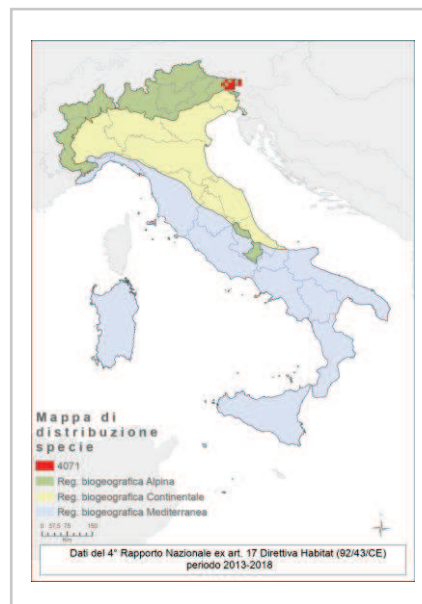 Mappa di
distribuzione
specie
4071
Reg. biogeografica Alpina
Reg. biogeografica Continentale
Reg. biogeografica Mediterranea
0 37,5 75 150
Km
Dati del 4° Rapporto Nazionale ex art. 17 Direttiva Habitat (92/43/CE)
periodo 2013-2018